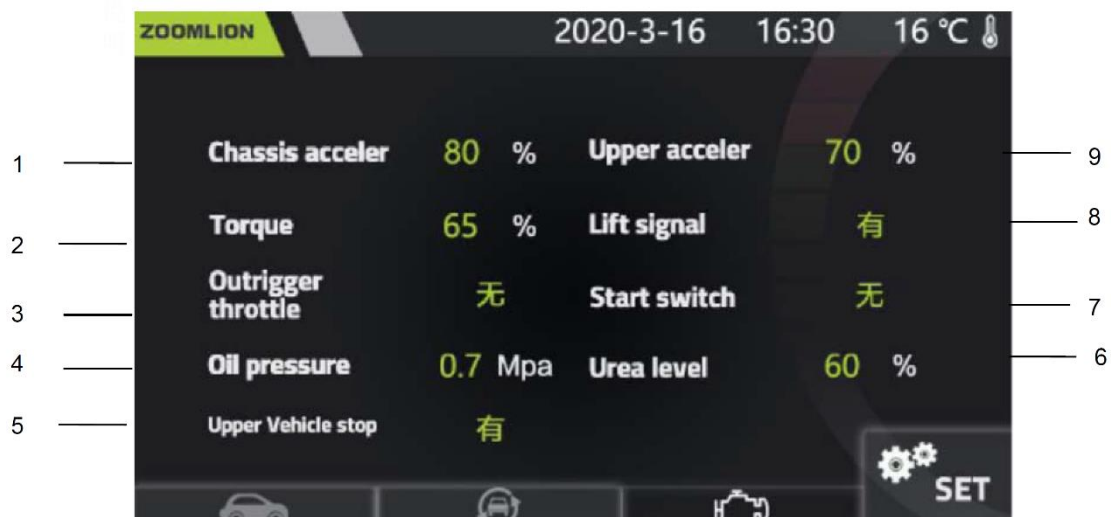 ZOOMLION 2020-3-16 16:30 16 ℃
1 Chassis acceler 80 % Upper acceler 70 % 9
2 Torque 65 % Lift signal 有 8
3 Outrigger
throttle 无 Start switch 无 7
4 Oil pressure 0.7 Mpa Urea level 60 % 6
5 Upper Vehicle stop 有
SET